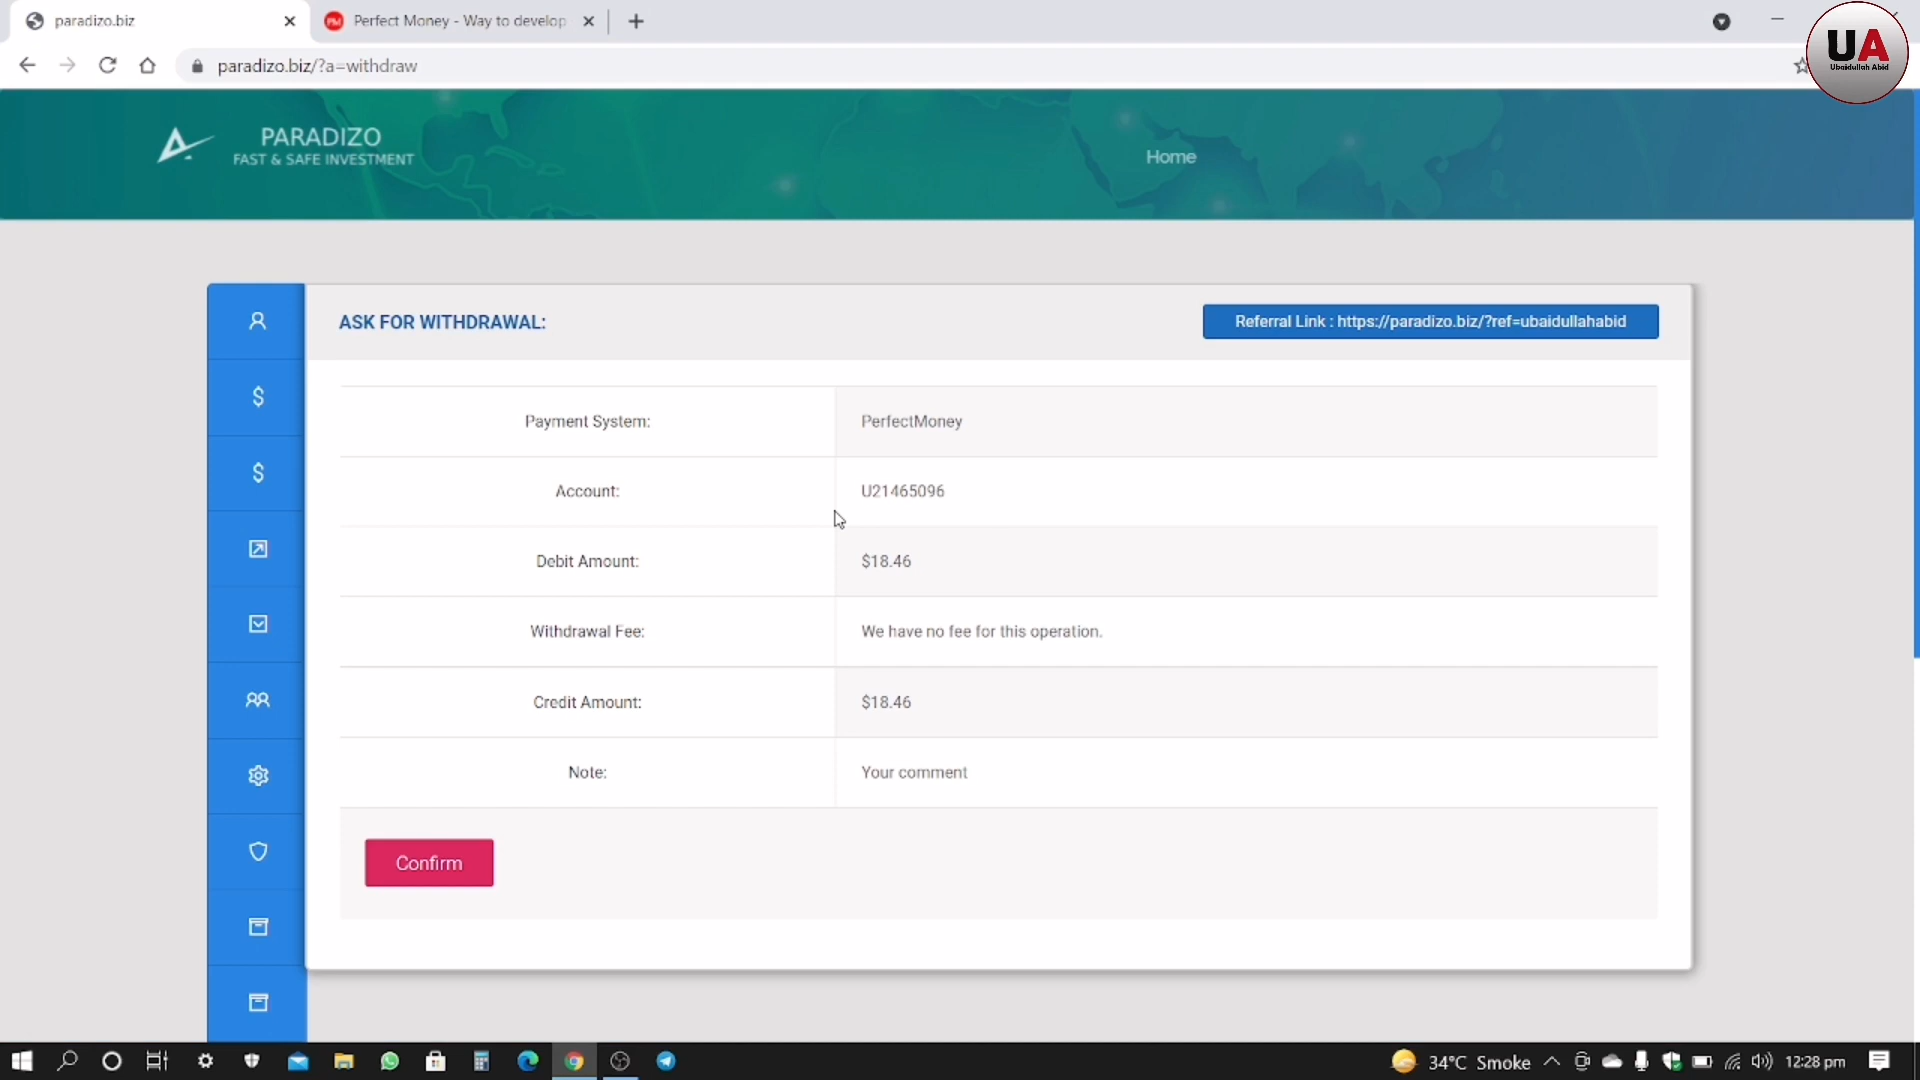 paradizo.biz
Perfect Money - Way to develop
UA
Ubaidullah Abid
paradizo.biz/?a=withdraw
PARADIZO
FAST & SAFE INVESTMENT
Home
ASK FOR WITHDRAWAL:
Referral Link : https://paradizo.biz/?ref=ubaidullahabid
Payment System: PerfectMoney
Account: U21465096
Debit Amount: $18.46
Withdrawal Fee: We have no fee for this operation.
Credit Amount: $18.46
Note: Your comment
Confirm
34°C Smoke 12:28 pm